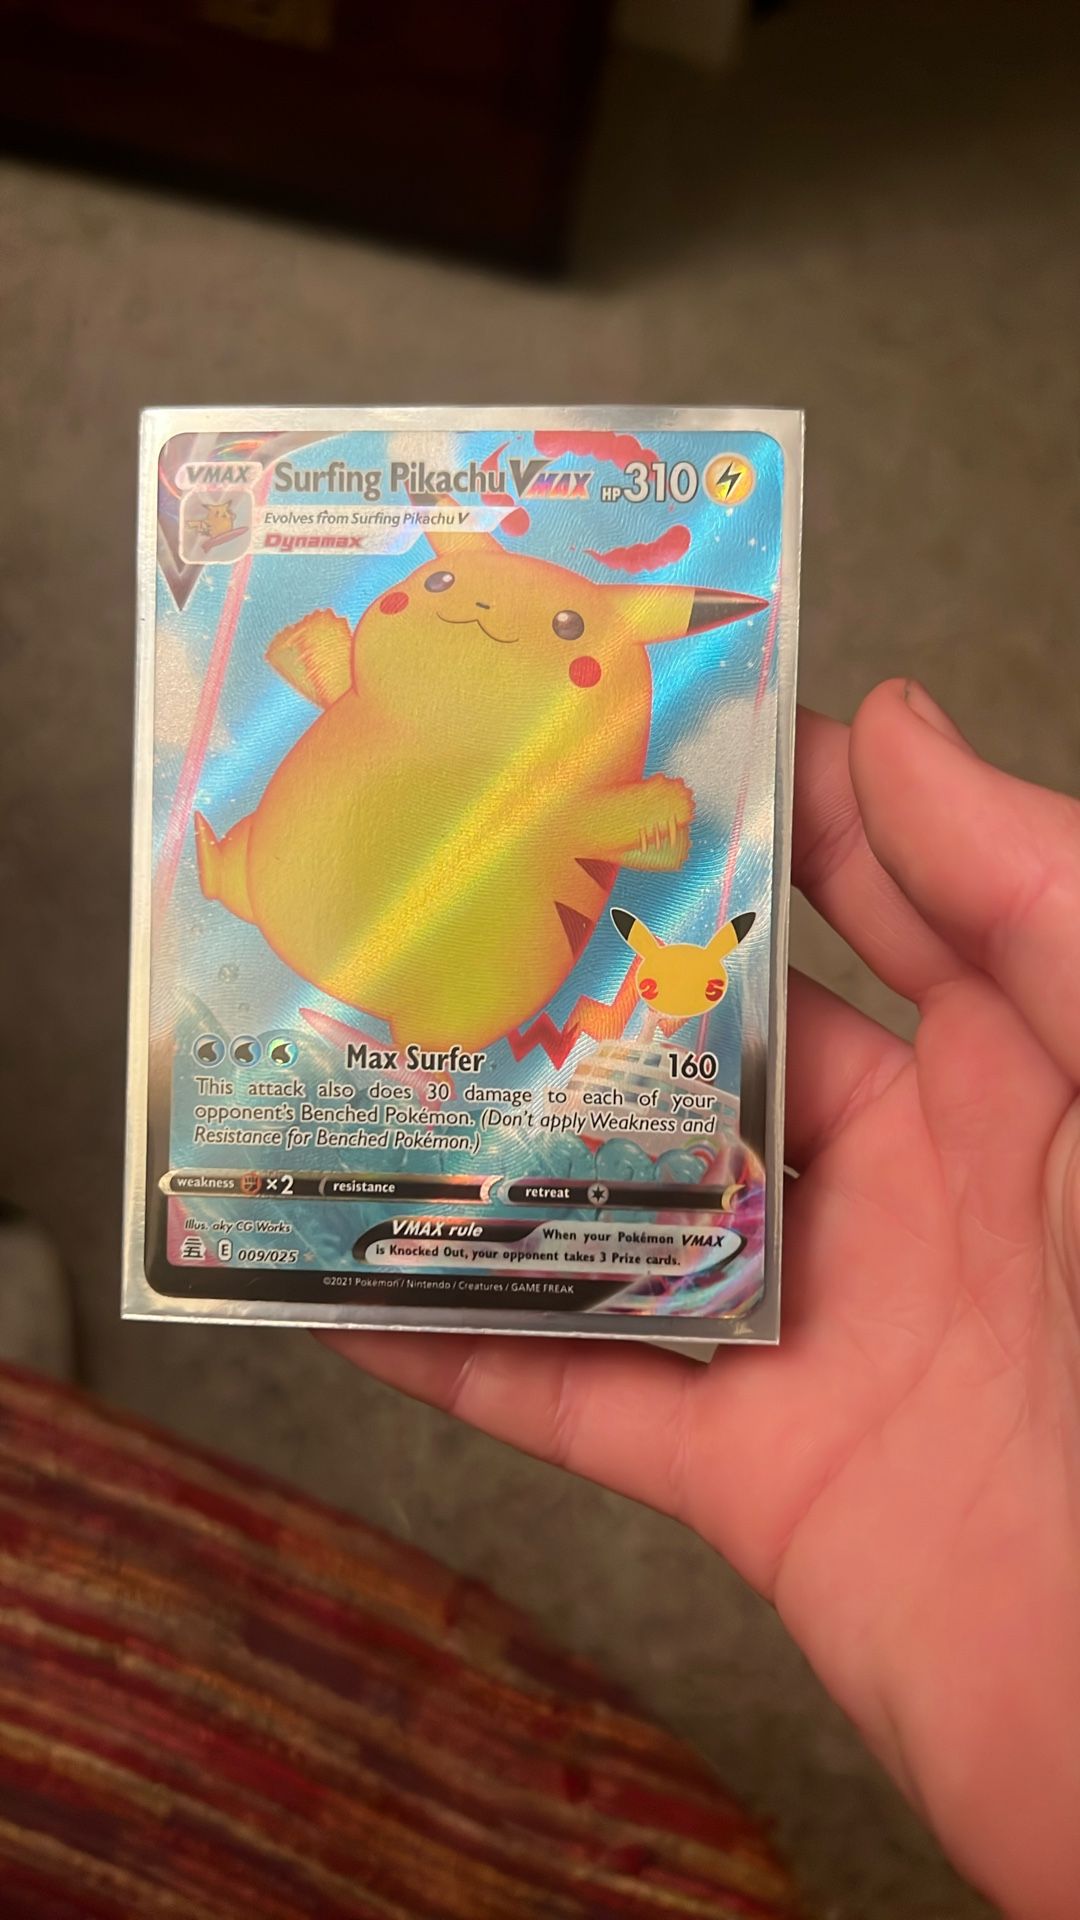 VMAX Surfing Pikachu VMAX HP310
Evolves from Surfing Pikachu V
Dynamax
25
Max Surfer 160
This attack also does 30 damage to each of your
opponent's Benched Pokémon. (Don't apply Weakness and
Resistance for Benched Pokémon.)
weakness ×2 resistance retreat
Illus. aky CG Works
VMAX rule When your Pokémon VMAX
is Knocked Out, your opponent takes 3 Prize cards.
E 009/025
©2021 Pokémon / Nintendo / Creatures / GAME FREAK